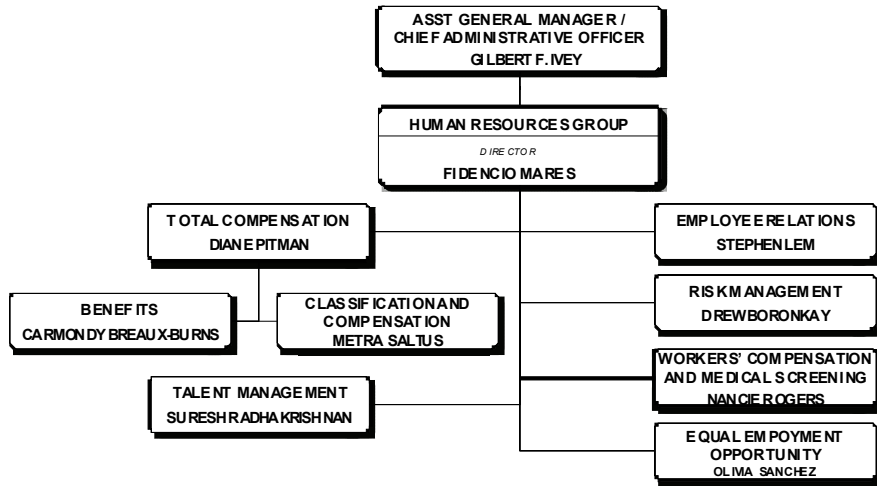 ASST GENERAL MANAGER /
CHIEF ADMINISTRATIVE OFFICER
GILBERT F. IVEY
HUMAN RESOURCES GROUP
DIRECTOR
FIDENCIO MARES
TOTAL COMPENSATION
DIANE PITMAN
EMPLOYEE RELATIONS
STEPHEN LEM
BENEFITS
CARMONDY BREAUX-BURNS
CLASSIFICATION AND
COMPENSATION
METRA SALTUS
RISK MANAGEMENT
DREW BORONKAY
WORKERS' COMPENSATION
AND MEDICAL SCREENING
NANCIE ROGERS
TALENT MANAGEMENT
SURESH RADHAKRISHNAN
EQUAL EMPOYMENT
OPPORTUNITY
OLIVIA SANCHEZ